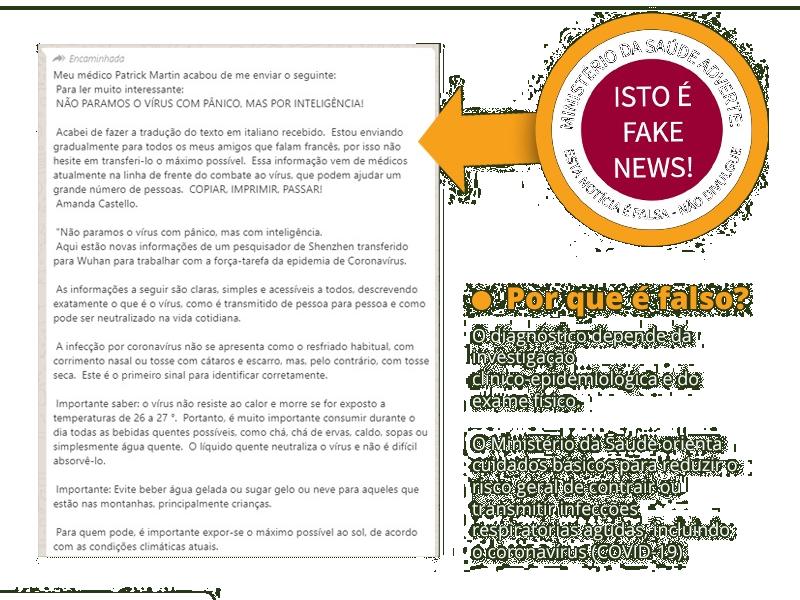 Encaminhada
Meu médico Patrick Martin acabou de me enviar o seguinte:
Para ler muito interessante:
NÃO PARAMOS O VÍRUS COM PÂNICO, MAS POR INTELIGÊNCIA!
Acabei de fazer a tradução do texto em italiano recebido. Estou enviando
gradualmente para todos os meus amigos que falam francês, por isso não
hesite em transferi-lo o máximo possível. Essa informação vem de médicos
atualmente na linha de frente do combate ao vírus, que podem ajudar um
grande número de pessoas. COPIAR, IMPRIMIR, PASSAR!
Amanda Castello.
"Não paramos o vírus com pânico, mas com inteligência.
Aqui estão novas informações de um pesquisador de Shenzhen transferido
para Wuhan para trabalhar com a força-tarefa da epidemia de Coronavírus.
As informações a seguir são claras, simples e acessíveis a todos, descrevendo
exatamente o que é o vírus, como é transmitido de pessoa para pessoa e como
pode ser neutralizado na vida cotidiana.
A infecção por coronavírus não se apresenta como o resfriado habitual, com
corrimento nasal ou tosse com cátaros e escarro, mas, pelo contrário, com tosse
seca. Este é o primeiro sinal para identificar corretamente.
Importante saber: o vírus não resiste ao calor e morre se for exposto a
temperaturas de 26 a 27 °. Portanto, é muito importante consumir durante o
dia todas as bebidas quentes possíveis, como chá, chá de ervas, caldo, sopas ou
simplesmente água quente. O líquido quente neutraliza o vírus e não é difícil
absorvê-lo.
Importante: Evite beber água gelada ou sugar gelo ou neve para aqueles que
estão nas montanhas, principalmente crianças.
Para quem pode, é importante expor-se o máximo possível ao sol, de acordo
com as condições climáticas atuais.
MINISTÉRIO DA SAÚDE ADVERTE:
ISTO É
FAKE
NEWS!
ESTA NOTÍCIA É FALSA - NÃO DIVULGUE
Por que é falso?
O diagnóstico depende da
investigação
clínico-epidemiológica e do
exame físico.
O Ministério da Saúde orienta
cuidados básicos para reduzir o
risco geral de contrair ou
transmitir infecções
respiratórias agudas, incluindo
o coronavírus (COVID-19).